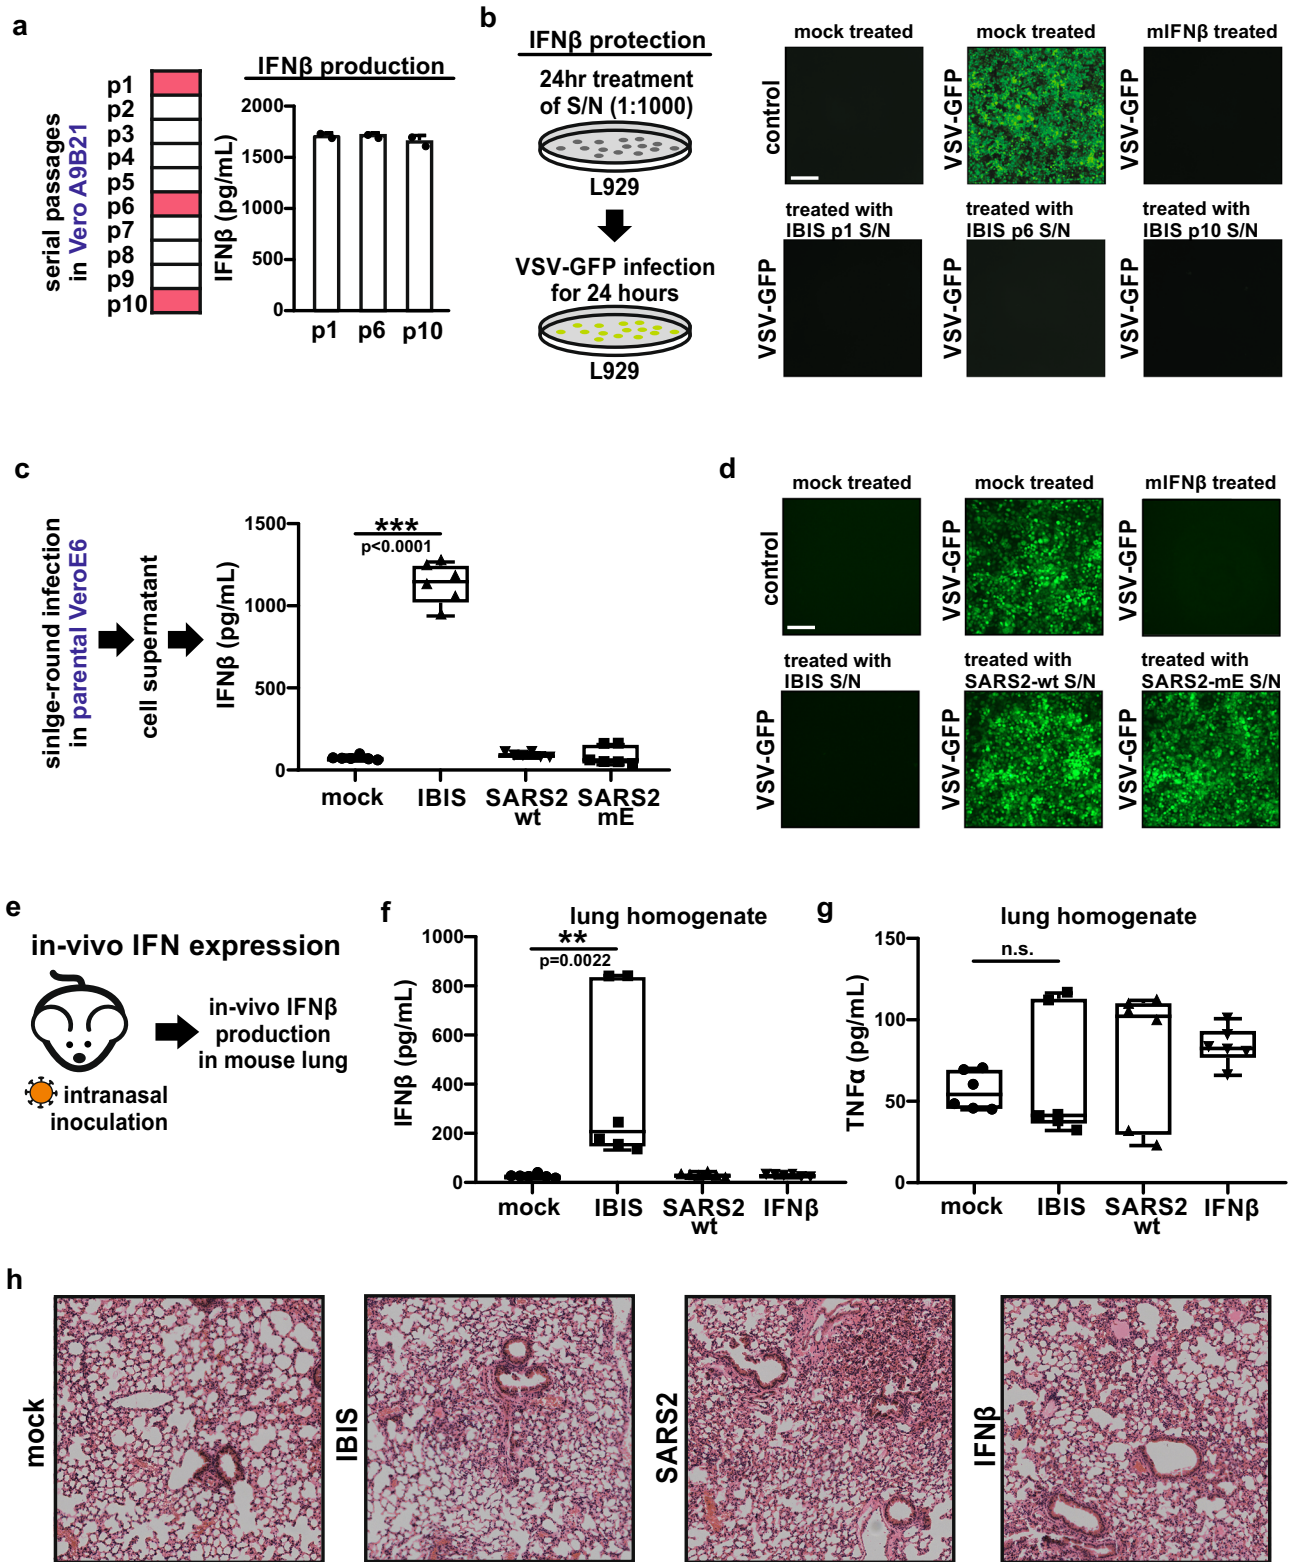 a
serial passages
in Vero A9B21
p1
p2
p3
p4
p5
p6
p7
p8
p9
p10
IFNβ production
IFNβ (pg/mL)
2000
1500
1000
500
0
p1 p6 p10
b
IFNβ protection
24hr treatment
of S/N (1:1000)
L929
VSV-GFP infection
for 24 hours
L929
mock treated
control
mock treated
VSV-GFP
mIFNβ treated
VSV-GFP
treated with
IBIS p1 S/N
VSV-GFP
treated with
IBIS p6 S/N
VSV-GFP
treated with
IBIS p10 S/N
VSV-GFP
c
sinlge-round infection
in parental VeroE6
cell supernatant
IFNβ (pg/mL)
1500
1000
500
0
***
p<0.0001
mock IBIS SARS2 SARS2
wt mE
d
mock treated
control
mock treated
VSV-GFP
mIFNβ treated
VSV-GFP
treated with
IBIS S/N
VSV-GFP
treated with
SARS2-wt S/N
VSV-GFP
treated with
SARS2-mE S/N
VSV-GFP
e
in-vivo IFN expression
in-vivo IFNβ
production
in mouse lung
intranasal
inoculation
f
lung homogenate
IFNβ (pg/mL)
1000
800
600
400
200
0
**
p=0.0022
mock IBIS SARS2 IFNβ
wt
g
lung homogenate
TNFα (pg/mL)
150
100
50
0
n.s.
mock IBIS SARS2 IFNβ
wt
h
mock
IBIS
SARS2
IFNβ